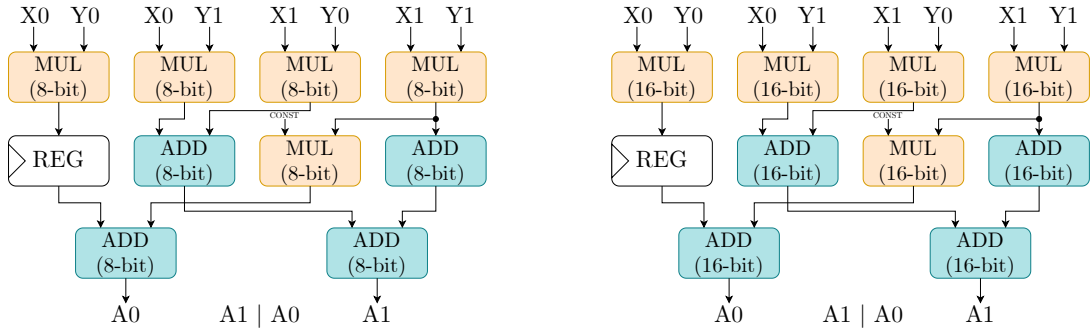 X0 Y0 X0 Y1 X1 Y0 X1 Y1
MUL MUL MUL MUL
(8-bit) (8-bit) (8-bit) (8-bit)
CONST
REG ADD MUL ADD
(8-bit) (8-bit) (8-bit)
ADD ADD
(8-bit) (8-bit)
A0 A1 | A0 A1
X0 Y0 X0 Y1 X1 Y0 X1 Y1
MUL MUL MUL MUL
(16-bit) (16-bit) (16-bit) (16-bit)
CONST
REG ADD MUL ADD
(16-bit) (16-bit) (16-bit)
ADD ADD
(16-bit) (16-bit)
A0 A1 | A0 A1